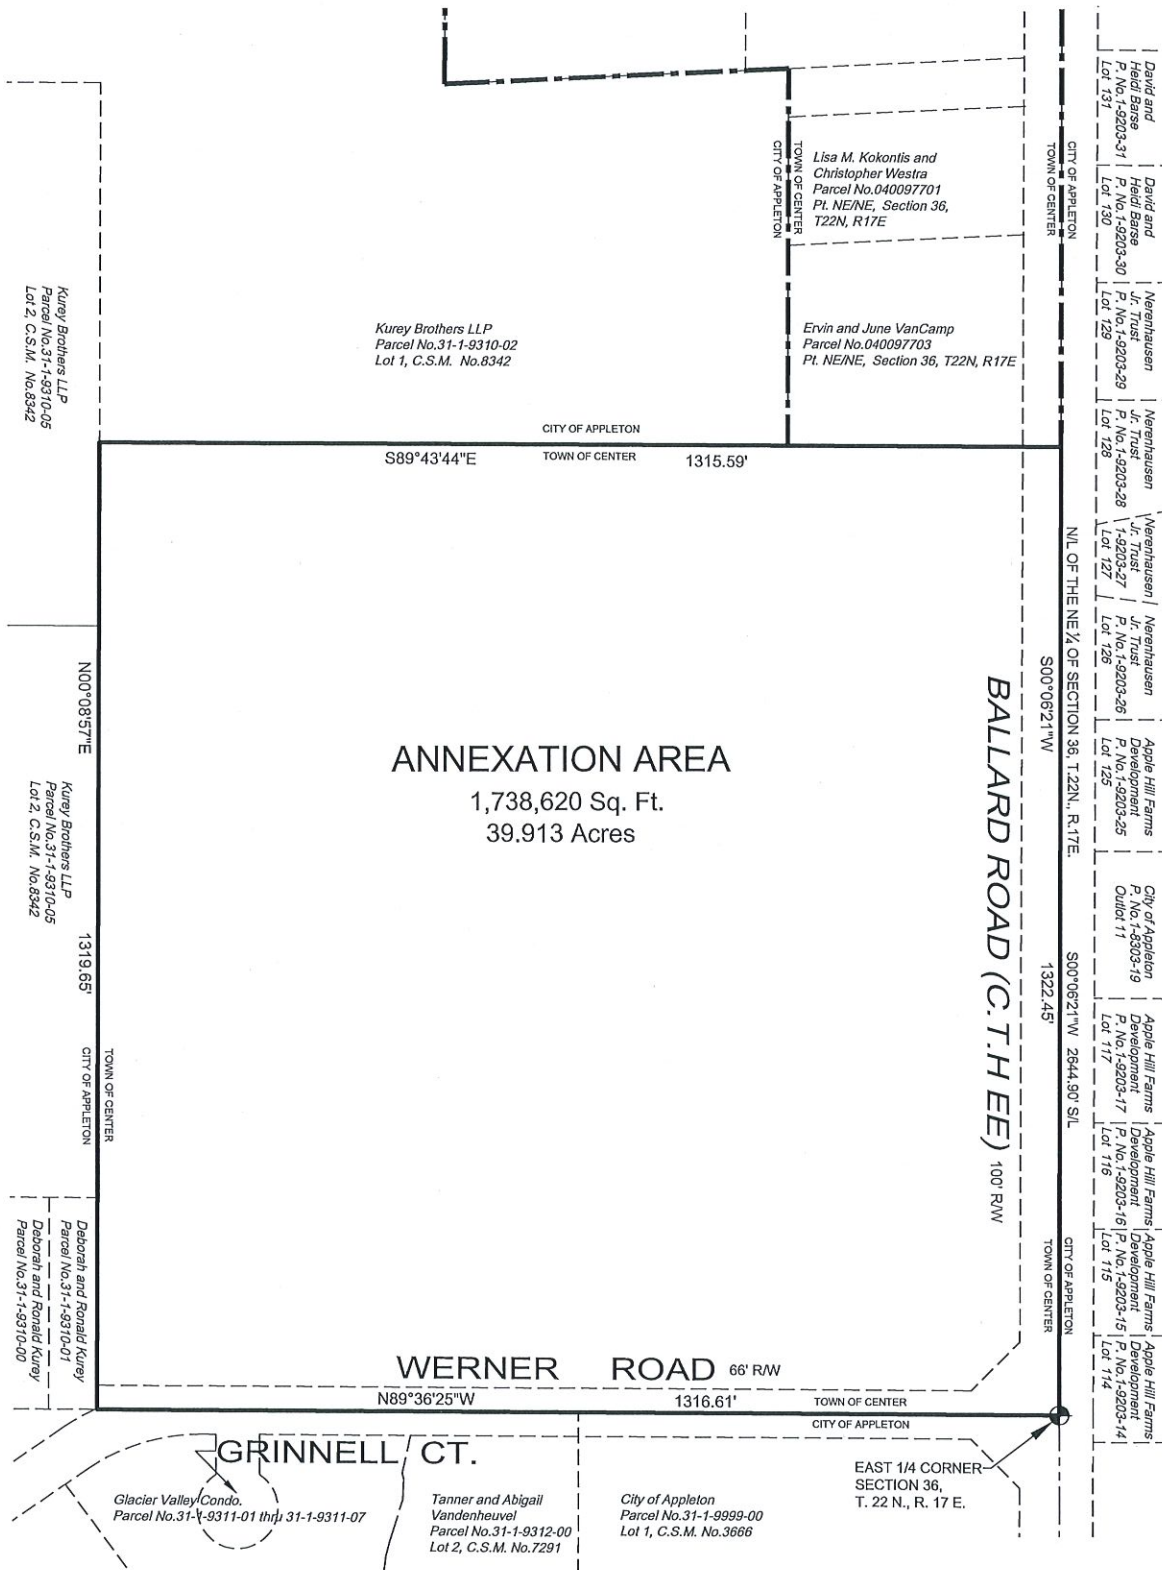 David and
Heidi Barse
P. No.1-9203-31
Lot 131
David and
Heidi Barse
P. No.1-9203-30
Lot 130
Nerenhausen
Jr. Trust
P. No.1-9203-29
Lot 129
Nerenhausen
Jr. Trust
P. No.1-9203-28
Lot 128
Nerenhausen
Jr. Trust
1-9203-27
Lot 127
Nerenhausen
Jr. Trust
P. No.1-9203-26
Lot 126
Apple Hill Farms
Development
P. No.1-9203-25
Lot 125
City of Appleton
P. No.1-8303-19
Outlot 11
Apple Hill Farms
Development
P. No.1-9203-17
Lot 117
Apple Hill Farms
Development
P. No.1-9203-16
Lot 116
Apple Hill Farms
Development
P. No.1-9203-15
Lot 115
Apple Hill Farms
Development
P. No.1-9203-14
Lot 114
CITY OF APPLETON
TOWN OF CENTER
TOWN OF CENTER
CITY OF APPLETON
Lisa M. Kokontis and
Christopher Westra
Parcel No.040097701
Pt. NE/NE, Section 36,
T22N, R17E
Kurey Brothers LLP
Parcel No.31-1-9310-05
Lot 2, C.S.M. No.8342
Kurey Brothers LLP
Parcel No.31-1-9310-02
Lot 1, C.S.M. No.8342
Ervin and June VanCamp
Parcel No.040097703
Pt. NE/NE, Section 36, T22N, R17E
CITY OF APPLETON
S89°43'44"E TOWN OF CENTER 1315.59'
N/L OF THE NE ¼ OF SECTION 36, T.22N., R.17E. S00°06'21"W 2644.90' S/L
S00°06'21"W 1322.45'
BALLARD ROAD (C.T.H EE) 100' R/W
CITY OF APPLETON
TOWN OF CENTER
ANNEXATION AREA
1,738,620 Sq. Ft.
39.913 Acres
N00°08'57"E 1319.65'
Kurey Brothers LLP
Parcel No.31-1-9310-05
Lot 2, C.S.M. No.8342
TOWN OF CENTER
CITY OF APPLETON
Deborah and Ronald Kurey
Parcel No.31-1-9310-01
Deborah and Ronald Kurey
Parcel No.31-1-9310-00
WERNER ROAD 66' R/W
N89°36'25"W 1316.61' TOWN OF CENTER
CITY OF APPLETON
GRINNELL CT.
EAST 1/4 CORNER
SECTION 36,
T. 22 N., R. 17 E.
Glacier Valley Condo.
Parcel No.31-1-9311-01 thru 31-1-9311-07
Tanner and Abigail
Vandenheuvel
Parcel No.31-1-9312-00
Lot 2, C.S.M. No.7291
City of Appleton
Parcel No.31-1-9999-00
Lot 1, C.S.M. No.3666